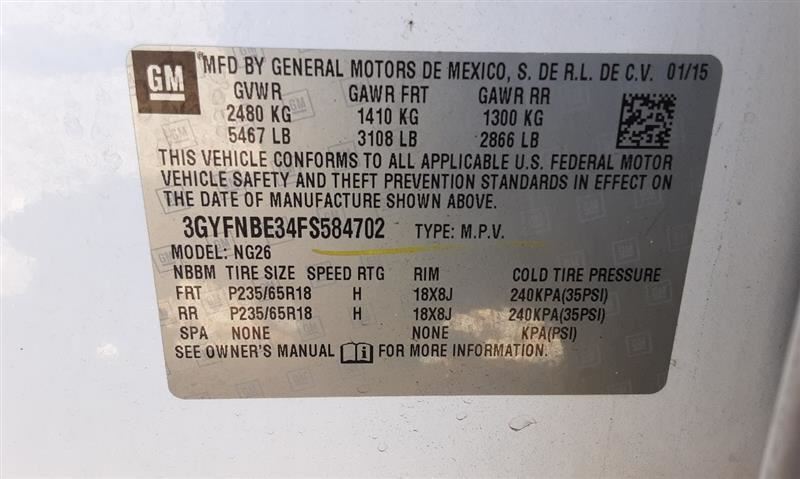 GM MFD BY GENERAL MOTORS DE MEXICO, S. DE R.L. DE C.V. 01/15
GVWR GAWR FRT GAWR RR
2480 KG 1410 KG 1300 KG
5467 LB 3108 LB 2866 LB
THIS VEHICLE CONFORMS TO ALL APPLICABLE U.S. FEDERAL MOTOR
VEHICLE SAFETY AND THEFT PREVENTION STANDARDS IN EFFECT ON
THE DATE OF MANUFACTURE SHOWN ABOVE.
3GYFNBE34FS584702 TYPE: M.P.V.
MODEL: NG26
NBBM TIRE SIZE SPEED RTG RIM COLD TIRE PRESSURE
FRT P235/65R18 H 18X8J 240KPA(35PSI)
RR P235/65R18 H 18X8J 240KPA(35PSI)
SPA NONE NONE KPA(PSI)
SEE OWNER'S MANUAL FOR MORE INFORMATION.